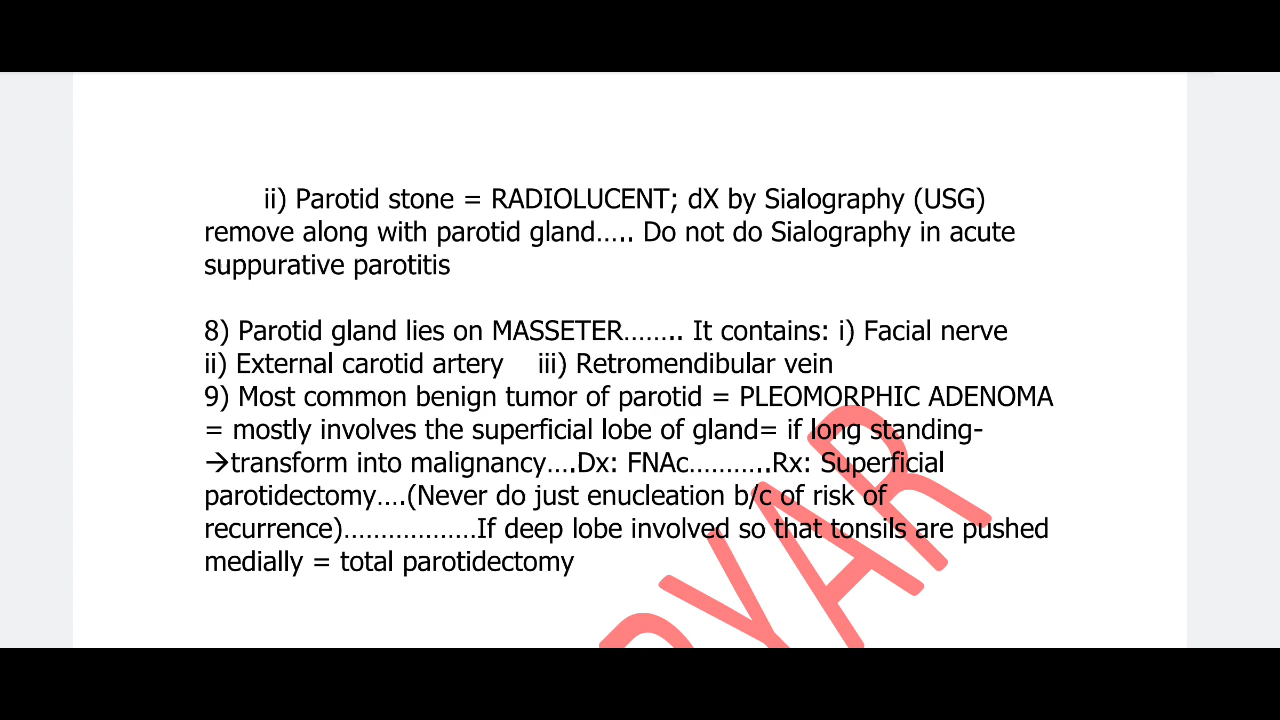 ii) Parotid stone = RADIOLUCENT; dX by Sialography (USG)
remove along with parotid gland….. Do not do Sialography in acute
suppurative parotitis
8) Parotid gland lies on MASSETER…….. It contains: i) Facial nerve
ii) External carotid artery iii) Retromendibular vein
9) Most common benign tumor of parotid = PLEOMORPHIC ADENOMA
= mostly involves the superficial lobe of gland= if long standing-
→transform into malignancy….Dx: FNAc………..Rx: Superficial
parotidectomy….(Never do just enucleation b/c of risk of
recurrence)………………If deep lobe involved so that tonsils are pushed
medially = total parotidectomy